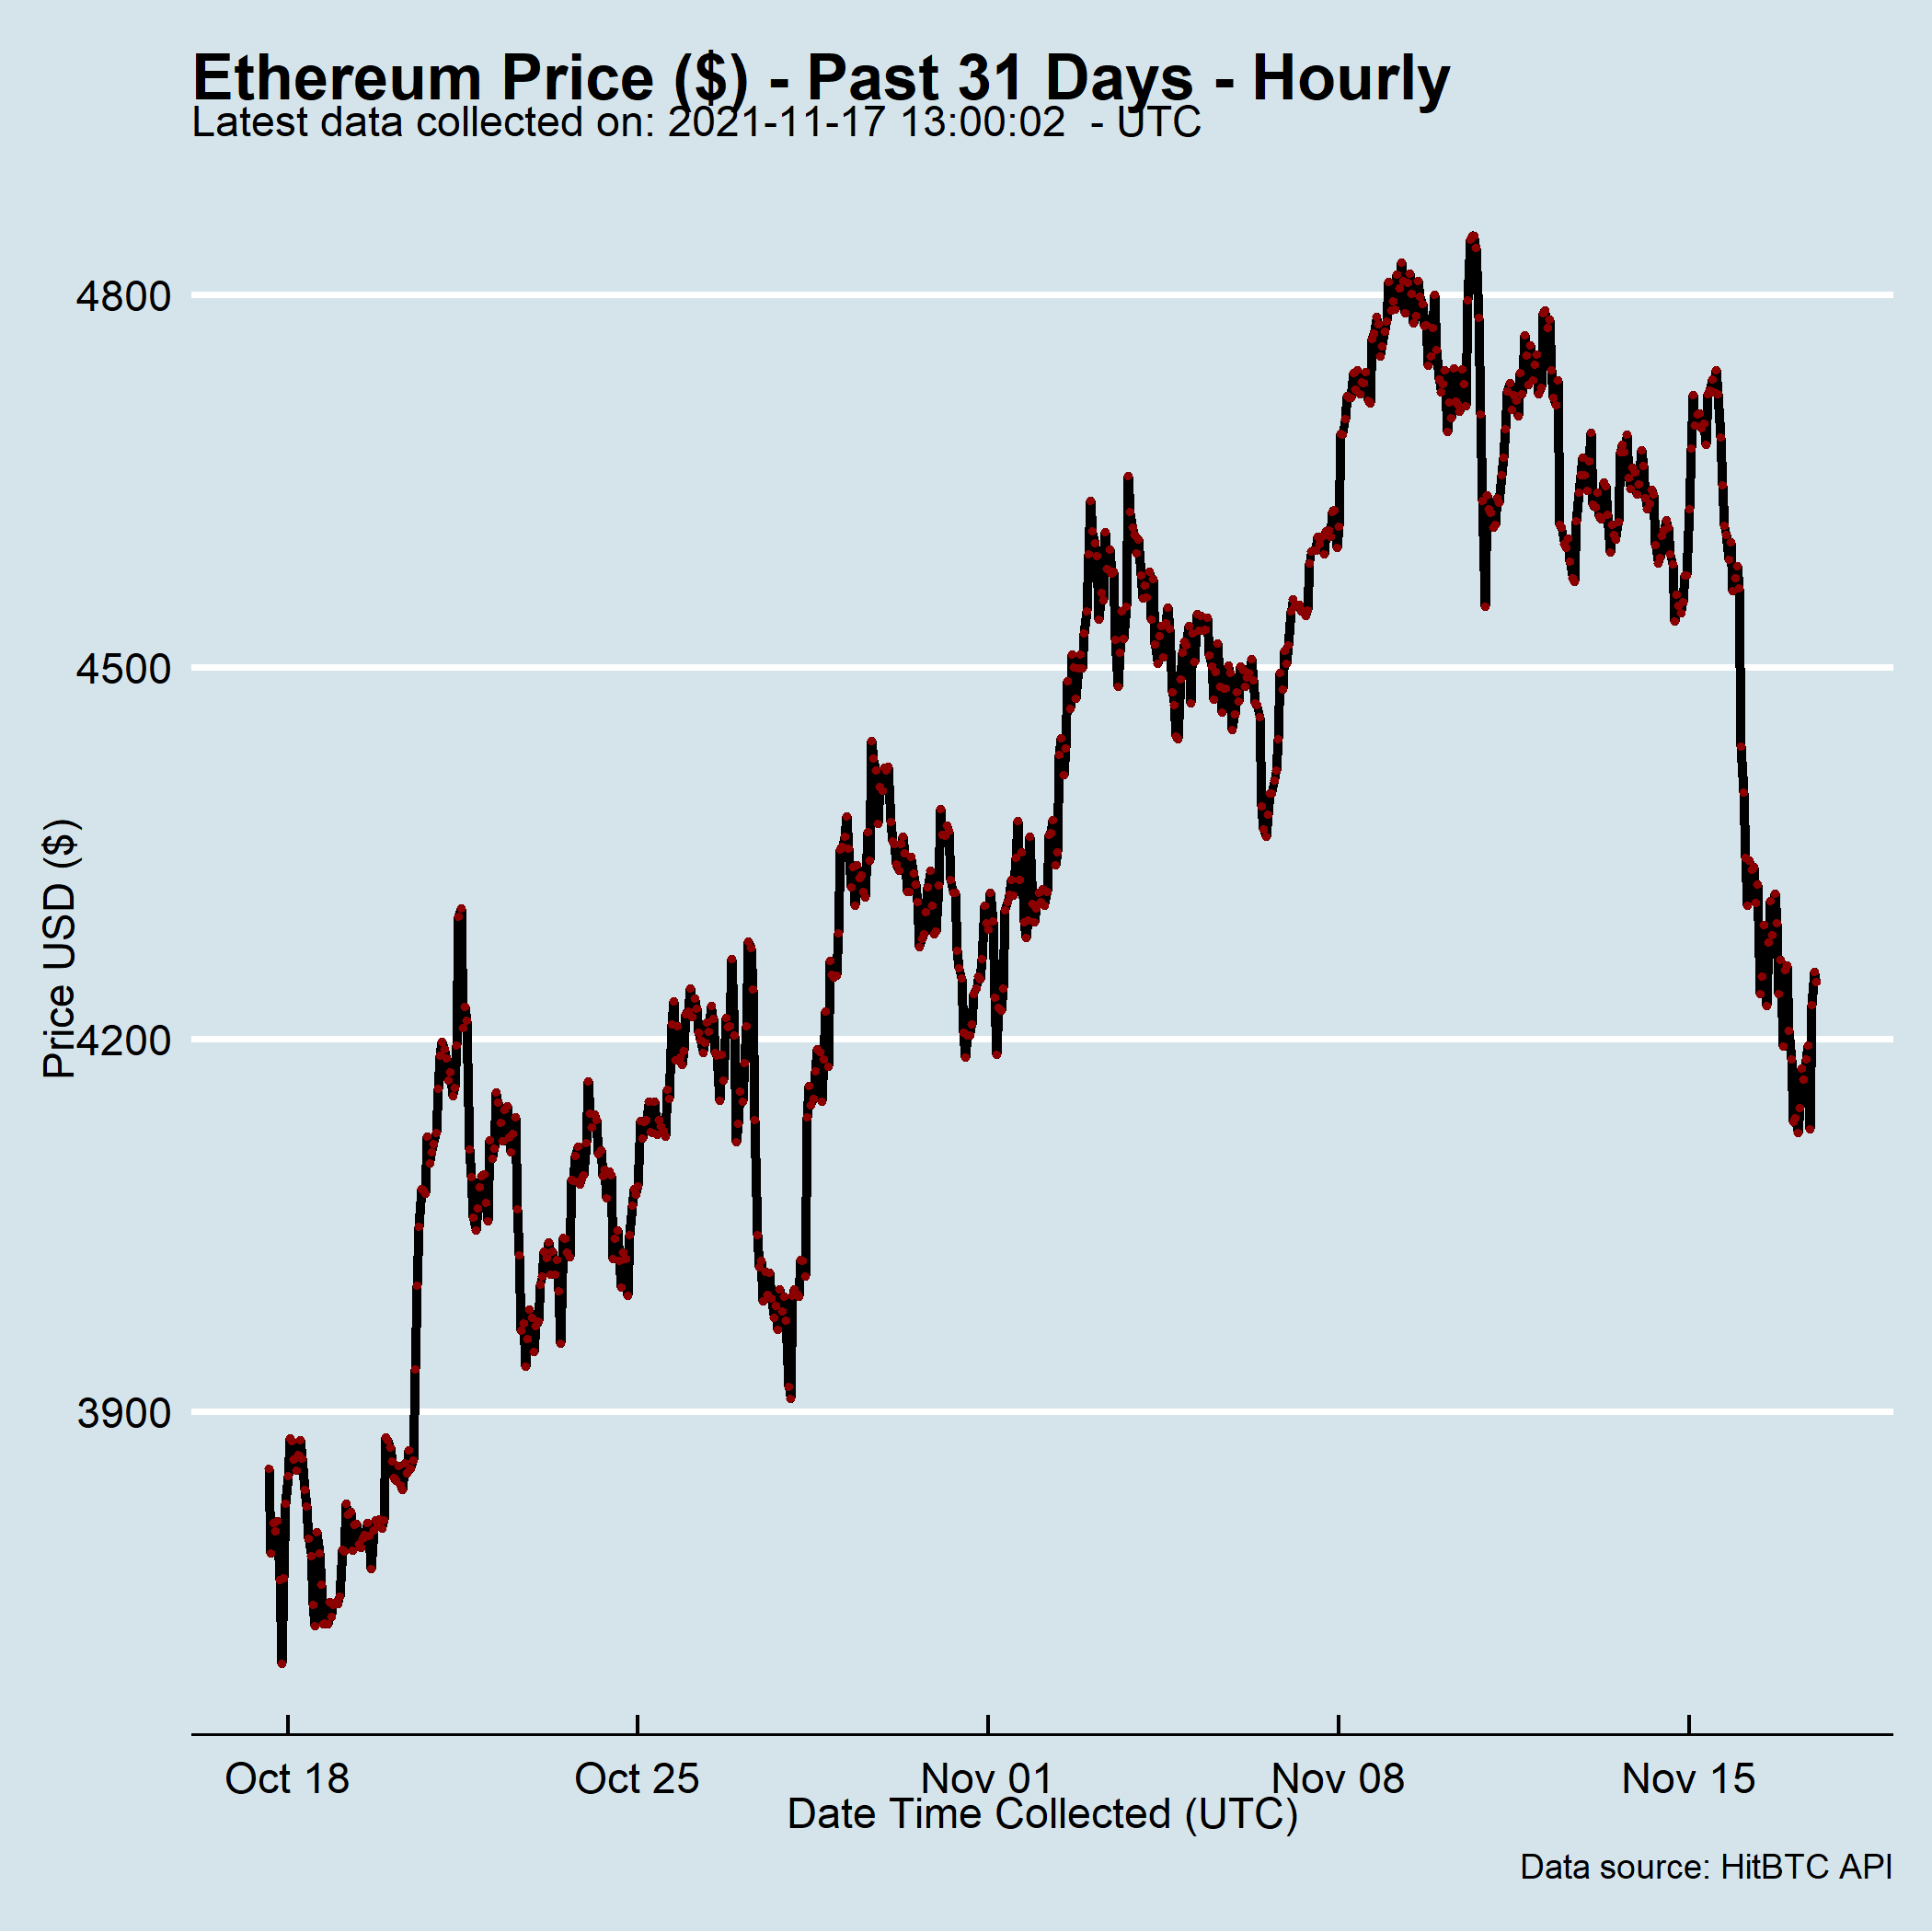 Ethereum Price ($) - Past 31 Days - Hourly
Latest data collected on: 2021-11-17 13:00:02  - UTC
4800
4500
4200
3900
Price USD ($)
Oct 18
Oct 25
Nov 01
Nov 08
Nov 15
Date Time Collected (UTC)
Data source: HitBTC API